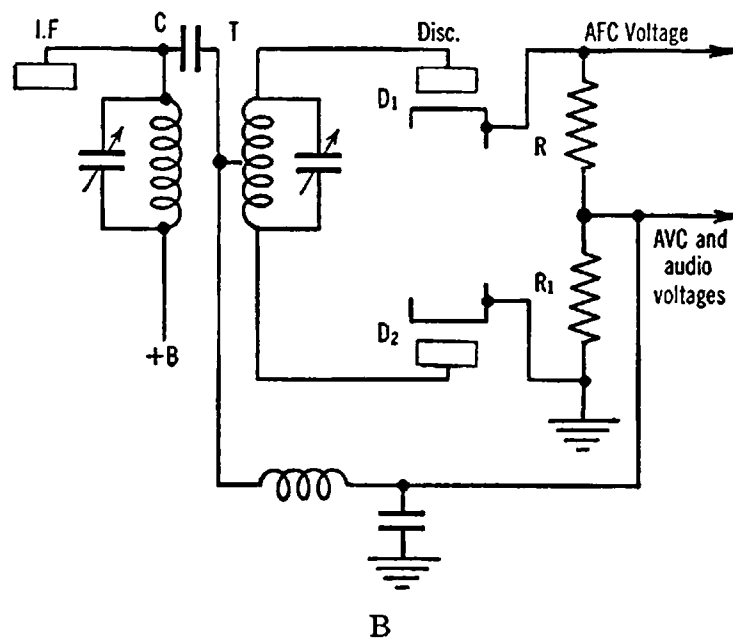 I.F
C
T
Disc.
AFC Voltage
D1
R
AVC and
audio
voltages
R1
D2
+B
B